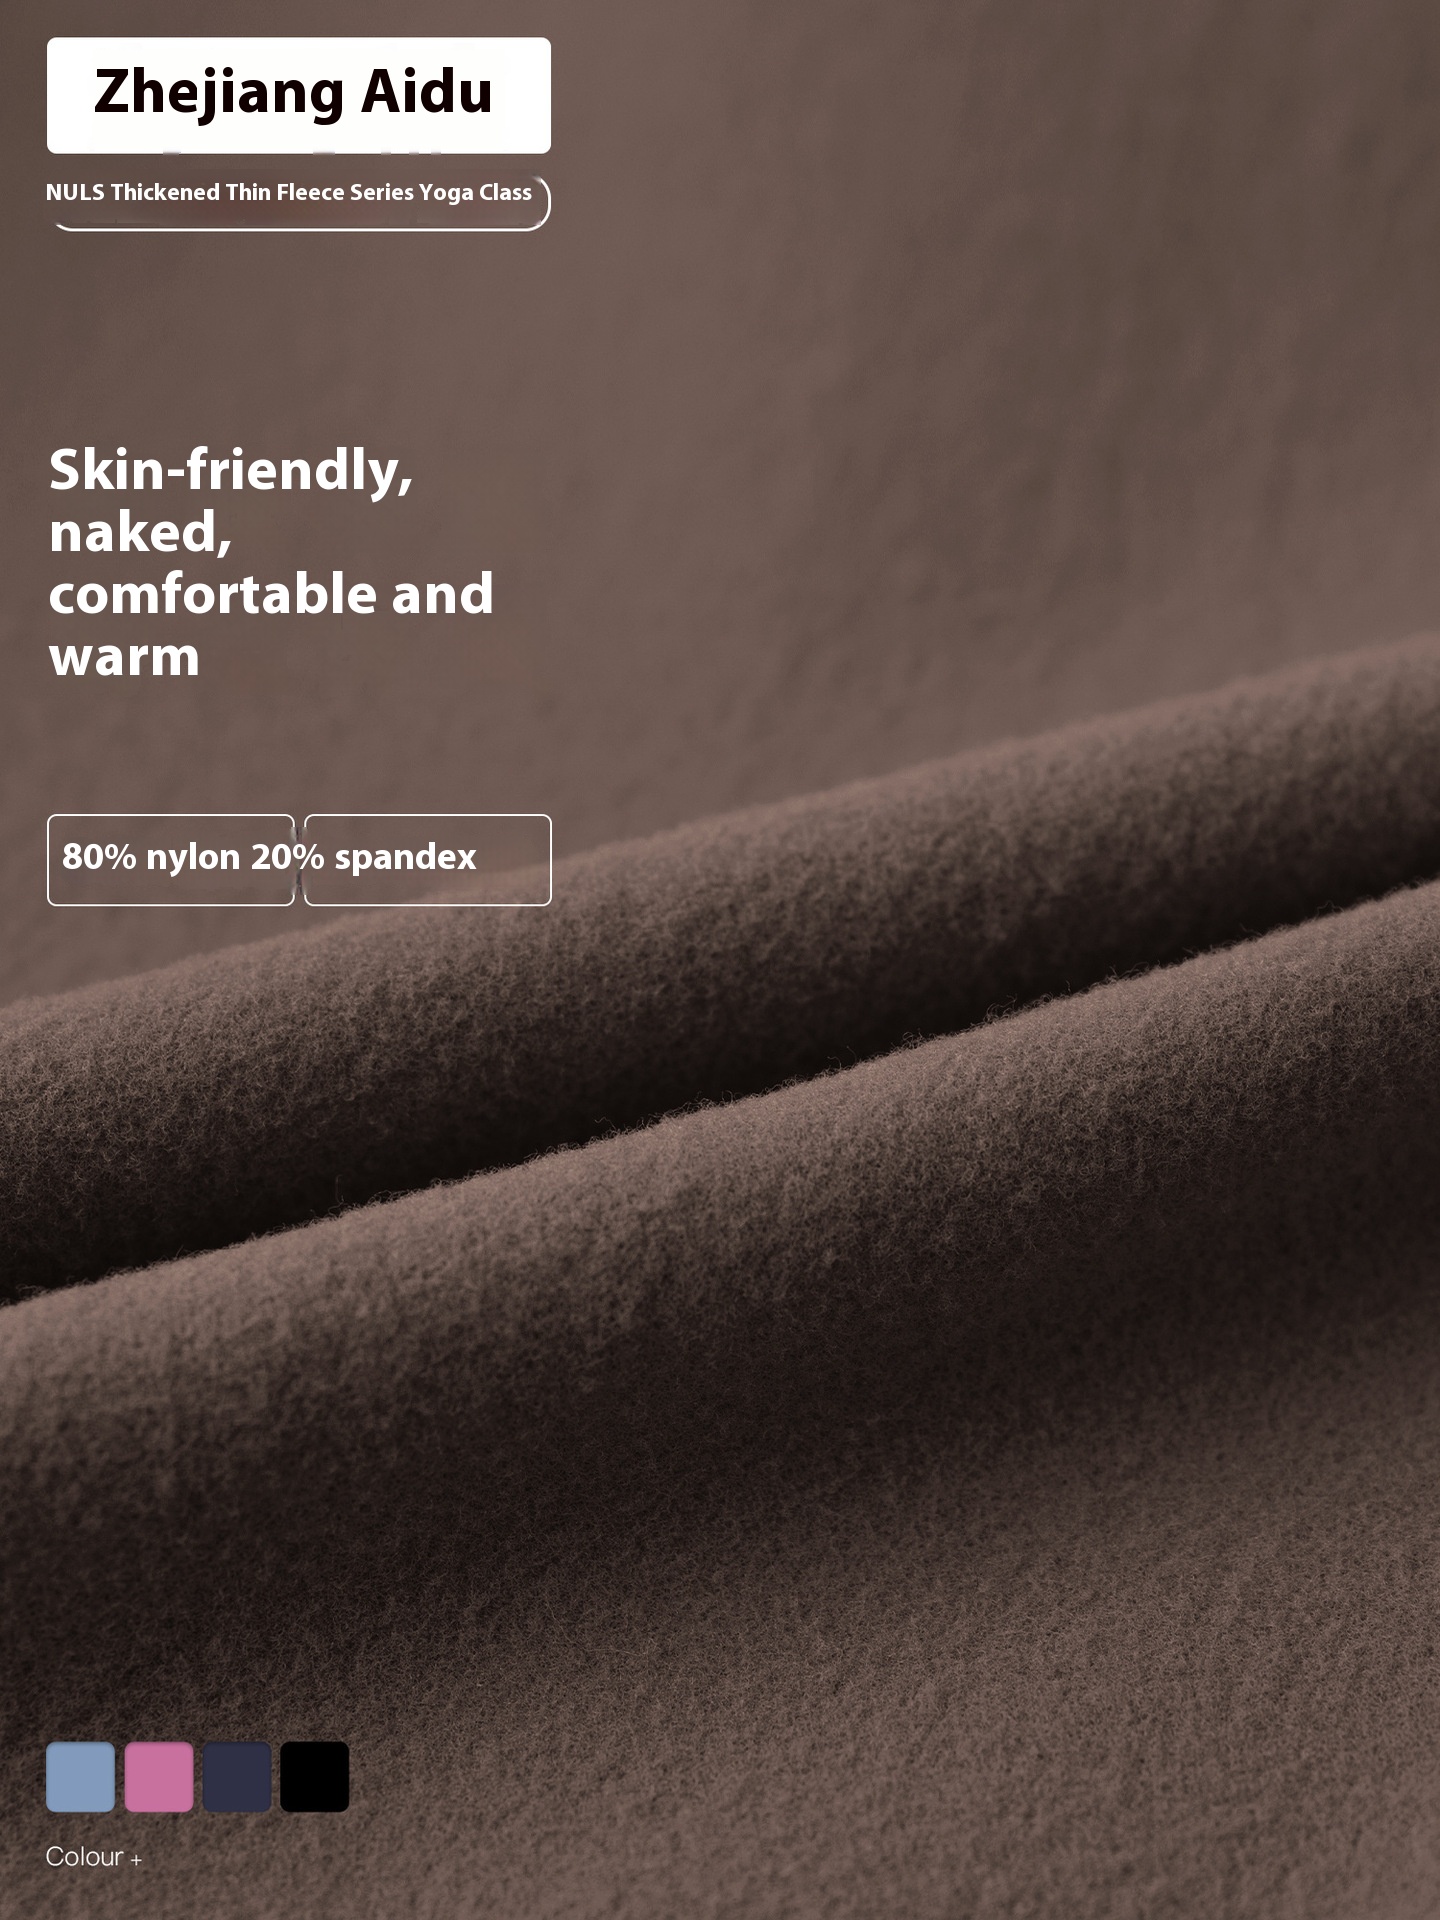 Zhejiang Aidu
NULS Thickened Thin Fleece Series Yoga Class
Skin-friendly,
naked,
comfortable and
warm
80% nylon 20% spandex
Colour +